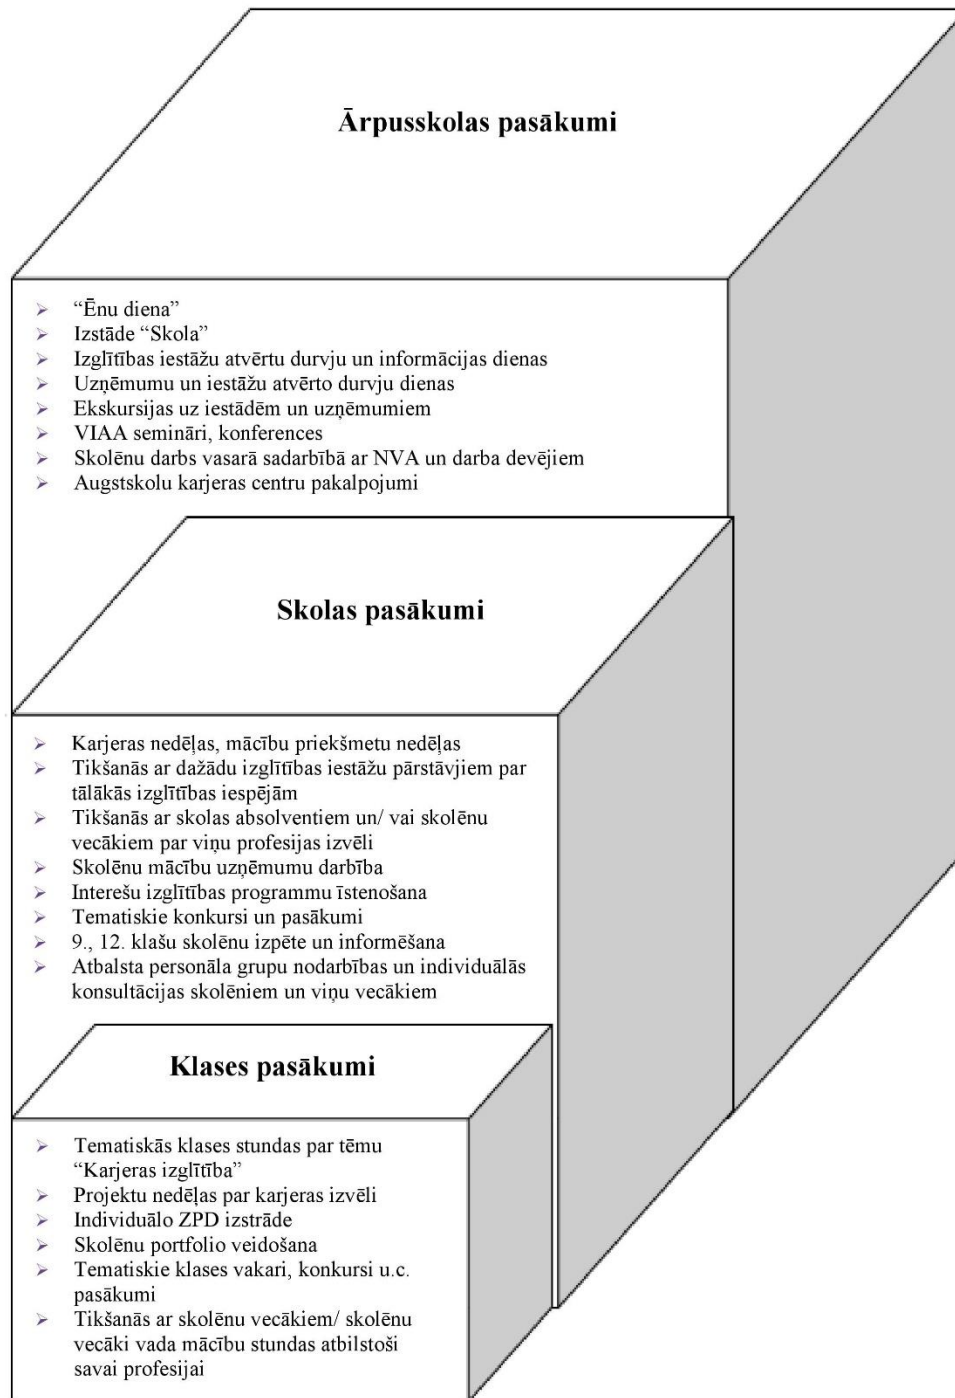 Ārpusskolas pasākumi
➢ “Ēnu diena”
➢ Izstāde “Skola”
➢ Izglītības iestāžu atvērtu durvju un informācijas dienas
➢ Uzņēmumu un iestāžu atvērto durvju dienas
➢ Ekskursijas uz iestādēm un uzņēmumiem
➢ VIAA semināri, konferences
➢ Skolēnu darbs vasarā sadarbībā ar NVA un darba devējiem
➢ Augstskolu karjeras centru pakalpojumi
Skolas pasākumi
➢ Karjeras nedēļas, mācību priekšmetu nedēļas
➢ Tikšanās ar dažādu izglītības iestāžu pārstāvjiem par
tālākās izglītības iespējām
➢ Tikšanās ar skolas absolventiem un/ vai skolēnu
vecākiem par viņu profesijas izvēli
➢ Skolēnu mācību uzņēmumu darbība
➢ Interešu izglītības programmu īstenošana
➢ Tematiskie konkursi un pasākumi
➢ 9., 12. klašu skolēnu izpēte un informēšana
➢ Atbalsta personāla grupu nodarbības un individuālās
konsultācijas skolēniem un viņu vecākiem
Klases pasākumi
➢ Tematiskās klases stundas par tēmu
“Karjeras izglītība”
➢ Projektu nedēļas par karjeras izvēli
➢ Individuālo ZPD izstrāde
➢ Skolēnu portfolio veidošana
➢ Tematiskie klases vakari, konkursi u.c.
pasākumi
➢ Tikšanās ar skolēnu vecākiem/ skolēnu
vecāki vada mācību stundas atbilstoši
savai profesijai